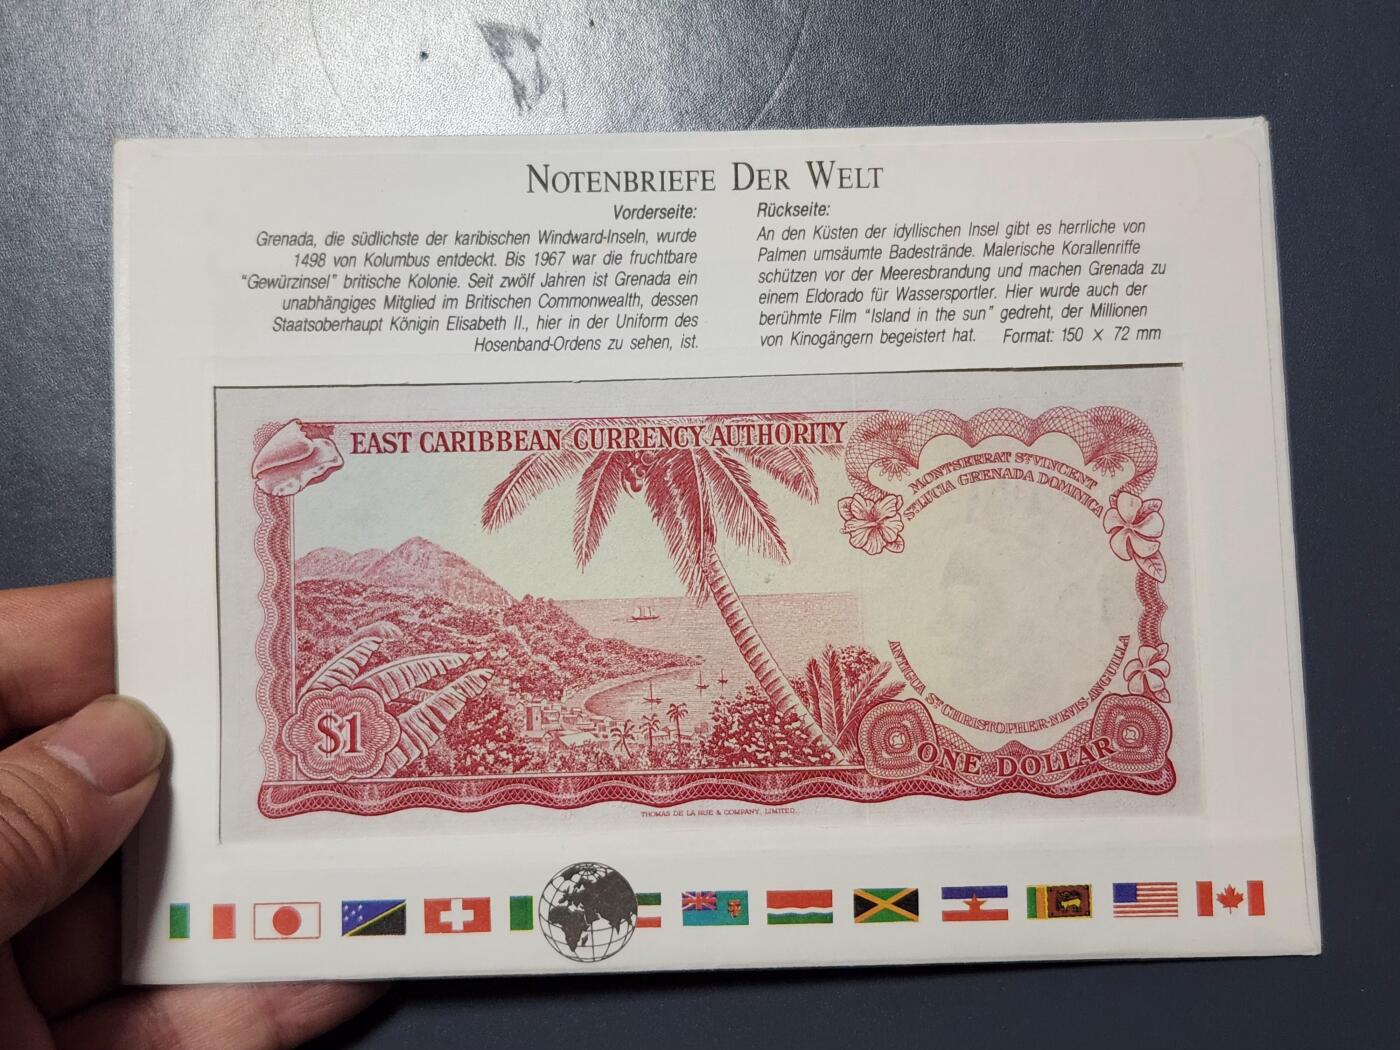 NOTENBRIEFE DER WELT
Vorderseite:
Grenada, die südlichste der karibischen Windward-Inseln, wurde
1498 von Kolumbus entdeckt. Bis 1967 war die fruchtbare
"Gewürzinsel" britische Kolonie. Seit zwölf Jahren ist Grenada ein
unabhängiges Mitglied im Britischen Commonwealth, dessen
Staatsoberhaupt Königin Elisabeth II., hier in der Uniform des
Hosenband-Ordens zu sehen, ist.
Rückseite:
An den Küsten der idyllischen Insel gibt es herrliche von
Palmen umsäumte Badestrände. Malerische Korallenriffe
schützen vor der Meeresbrandung und machen Grenada zu
einem Eldorado für Wassersportler. Hier wurde auch der
berühmte Film "Island in the sun" gedreht, der Millionen
von Kinogängern begeistert hat. Format: 150 × 72 mm
EAST CARIBBEAN CURRENCY AUTHORITY
MONTSERRAT ST VINCENT
ST LUCIA GRENADA DOMINICA
ANTIGUA ST CHRISTOPHER-NEVIS-ANGUILLA
$1
ONE DOLLAR
THOMAS DE LA RUE & COMPANY, LIMITED.